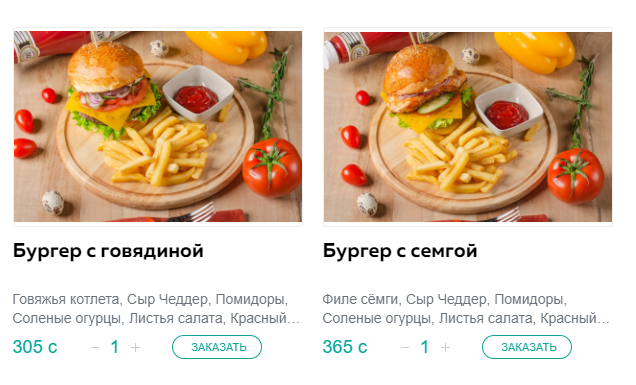 Бургер с говядиной
Говяжья котлета, Сыр Чеддер, Помидоры,
Соленые огурцы, Листья салата, Красный...
305 с − 1 + ЗАКАЗАТЬ
Бургер с семгой
Филе сёмги, Сыр Чеддер, Помидоры,
Соленые огурцы, Листья салата, Красный...
365 с − 1 + ЗАКАЗАТЬ